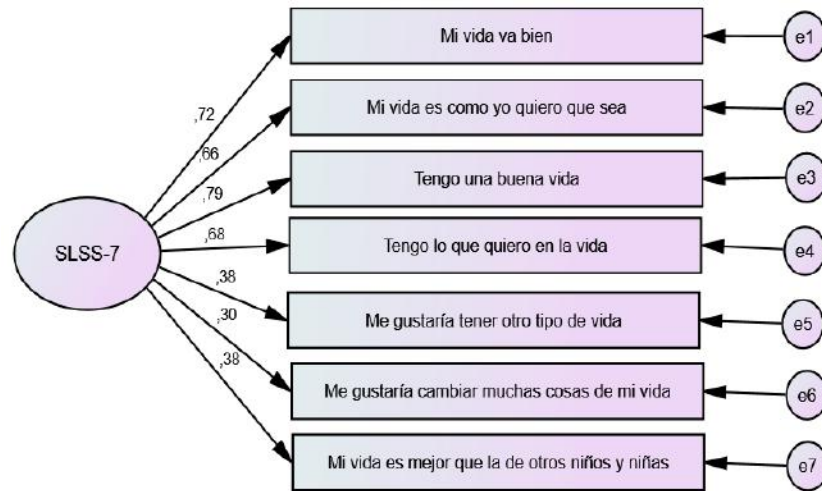 Mi vida va bien
e1
,72
Mi vida es como yo quiero que sea
e2
,66
Tengo una buena vida
e3
,79
SLSS-7
,68
Tengo lo que quiero en la vida
e4
,38
Me gustaría tener otro tipo de vida
e5
,30
Me gustaría cambiar muchas cosas de mi vida
e6
,38
Mi vida es mejor que la de otros niños y niñas
e7